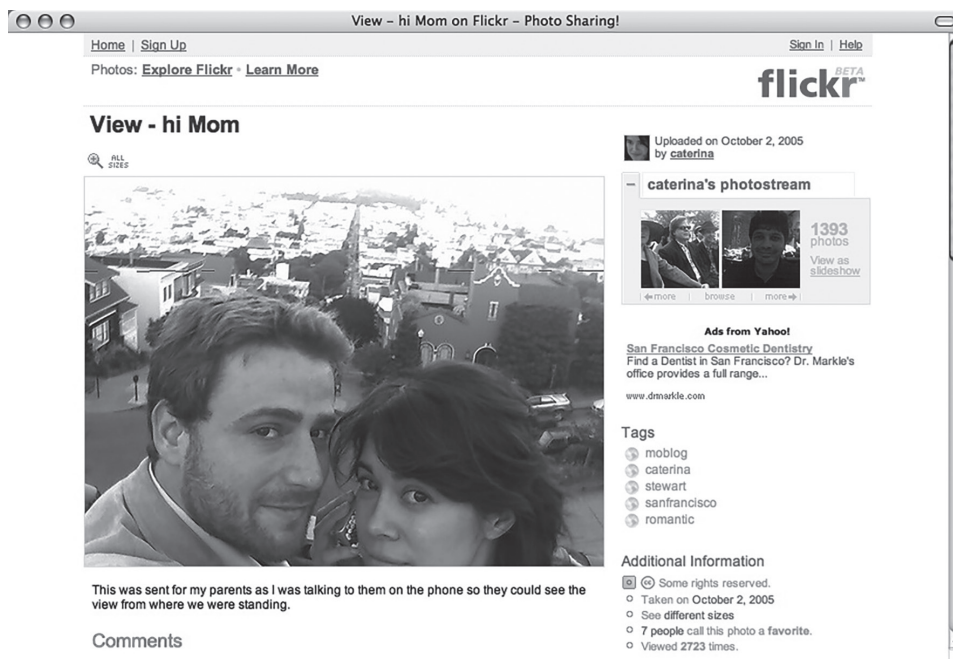 View – hi Mom on Flickr – Photo Sharing!
Home | Sign Up
Sign In | Help
Photos: Explore Flickr • Learn More
flickr BETA ™
View - hi Mom
ALL
SIZES
This was sent for my parents as I was talking to them on the phone so they could see the
view from where we were standing.
Comments
Uploaded on October 2, 2005
by caterina
– caterina's photostream
1393
photos
View as
slideshow
more | browse | more
Ads from Yahoo!
San Francisco Cosmetic Dentistry
Find a Dentist in San Francisco? Dr. Markle's
office provides a full range...
www.drmarkle.com
Tags
moblog
caterina
stewart
sanfrancisco
romantic
Additional Information
cc Some rights reserved.
Taken on October 2, 2005
See different sizes
7 people call this photo a favorite.
Viewed 2723 times.